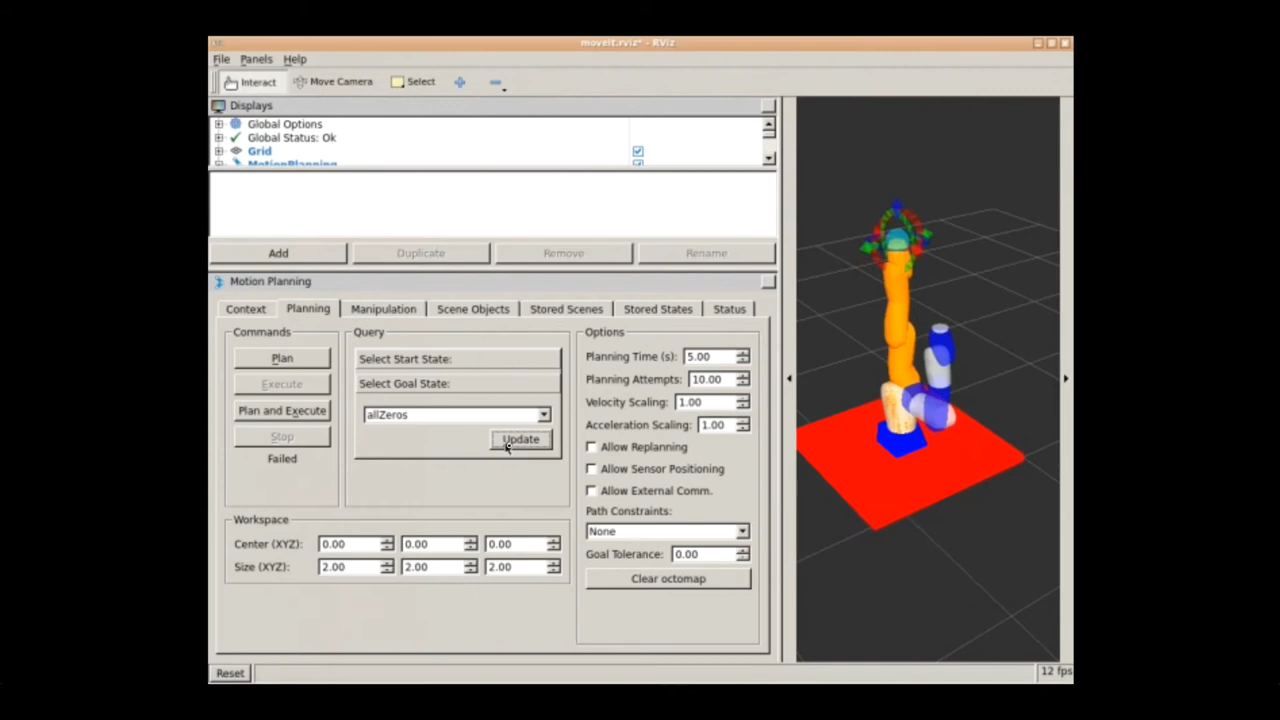 moveit.rviz* - RViz
File Panels Help
Interact Move Camera Select
Displays
Global Options
Global Status: Ok
Grid
MotionPlanning
Add Duplicate Remove Rename
Motion Planning
Context Planning Manipulation Scene Objects Stored Scenes Stored States Status
Commands
Plan
Execute
Plan and Execute
Stop
Failed
Query
Select Start State:
Select Goal State:
allZeros
Update
Options
Planning Time (s): 5.00
Planning Attempts: 10.00
Velocity Scaling: 1.00
Acceleration Scaling: 1.00
Allow Replanning
Allow Sensor Positioning
Allow External Comm.
Path Constraints:
None
Goal Tolerance: 0.00
Clear octomap
Workspace
Center (XYZ): 0.00 0.00 0.00
Size (XYZ): 2.00 2.00 2.00
Reset
12 fps